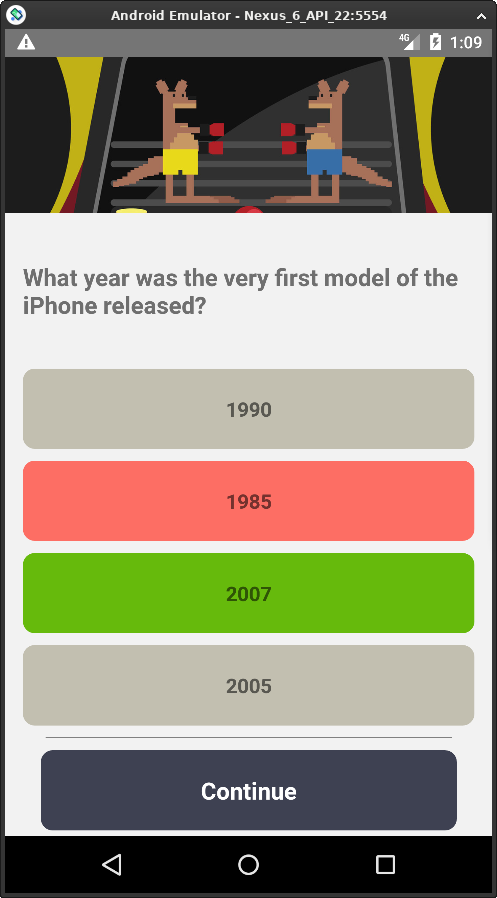 Android Emulator - Nexus_6_API_22:5554
4G 1:09
What year was the very first model of the
iPhone released?
1990
1985
2007
2005
Continue